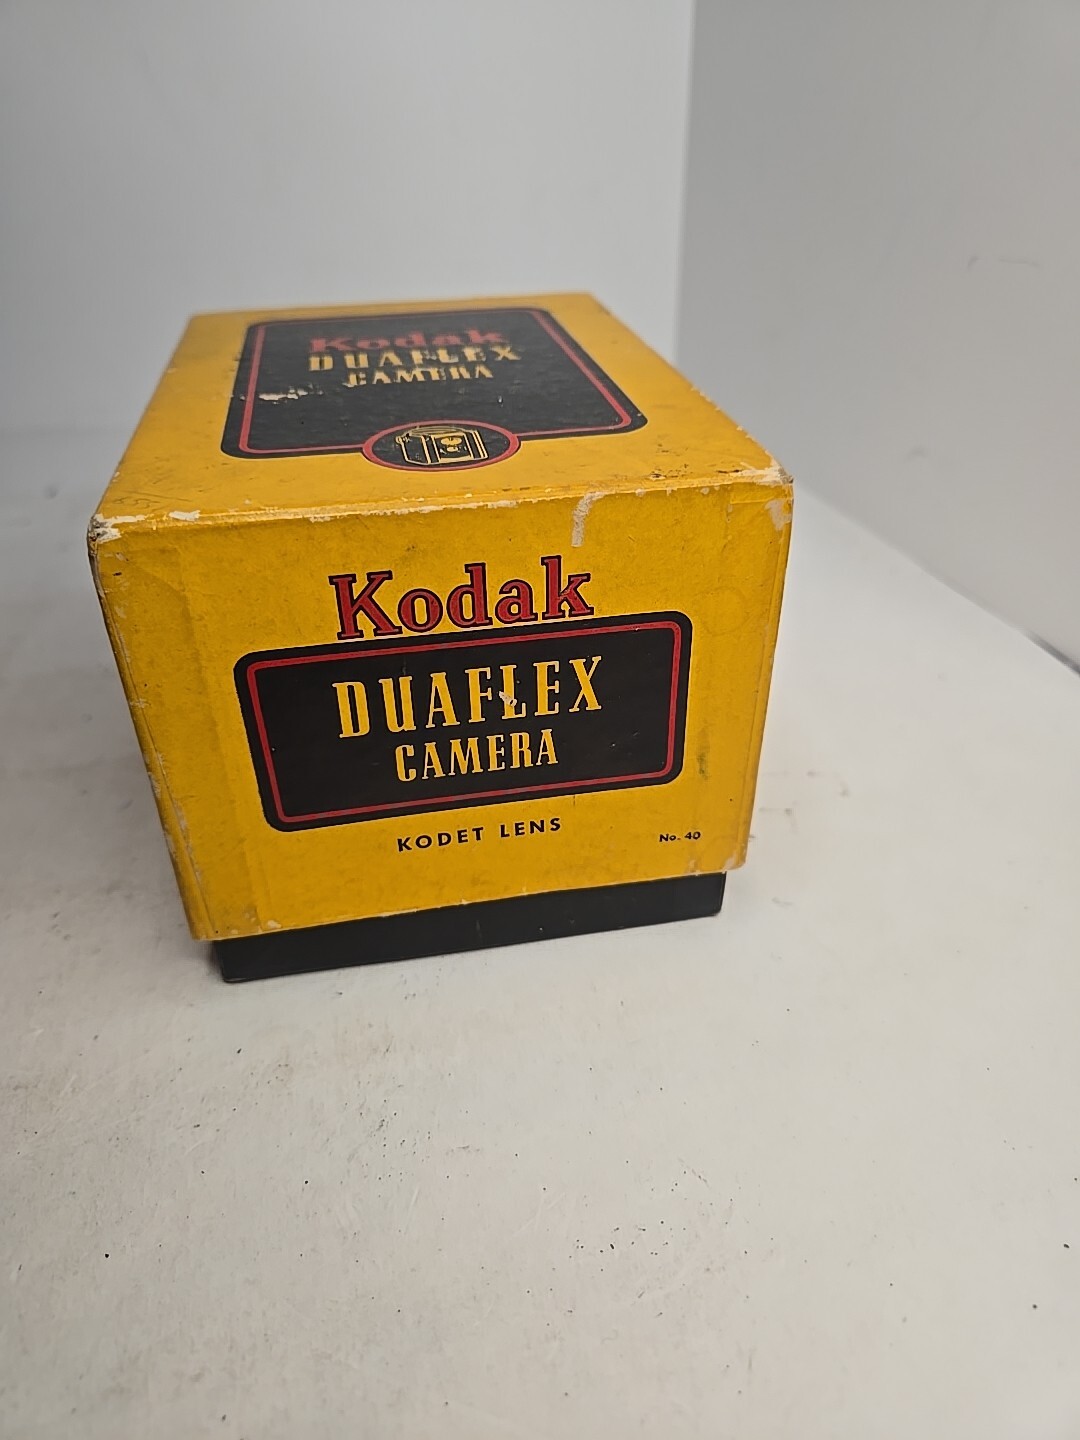 Kodak
DUAFLEX
CAMERA
Kodak
DUAFLEX
CAMERA
KODET LENS
No. 40